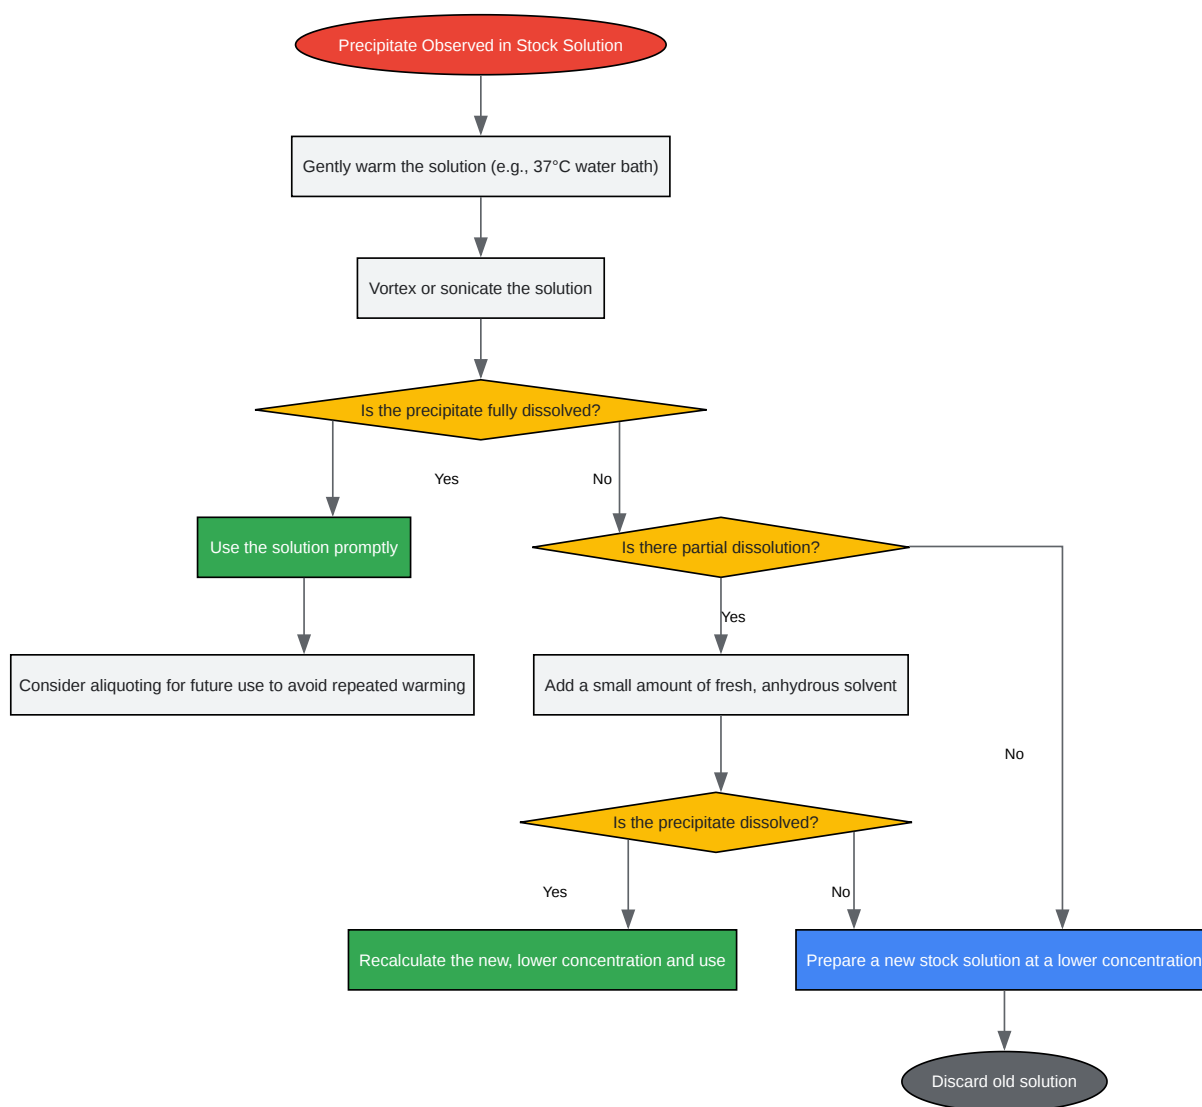 Precipitate Observed in Stock Solution
Gently warm the solution (e.g., 37°C water bath)
Vortex or sonicate the solution
Is the precipitate fully dissolved?
Yes
No
Use the solution promptly
Is there partial dissolution?
Yes
Consider aliquoting for future use to avoid repeated warming
Add a small amount of fresh, anhydrous solvent
No
Is the precipitate dissolved?
Yes
No
Recalculate the new, lower concentration and use
Prepare a new stock solution at a lower concentration
Discard old solution